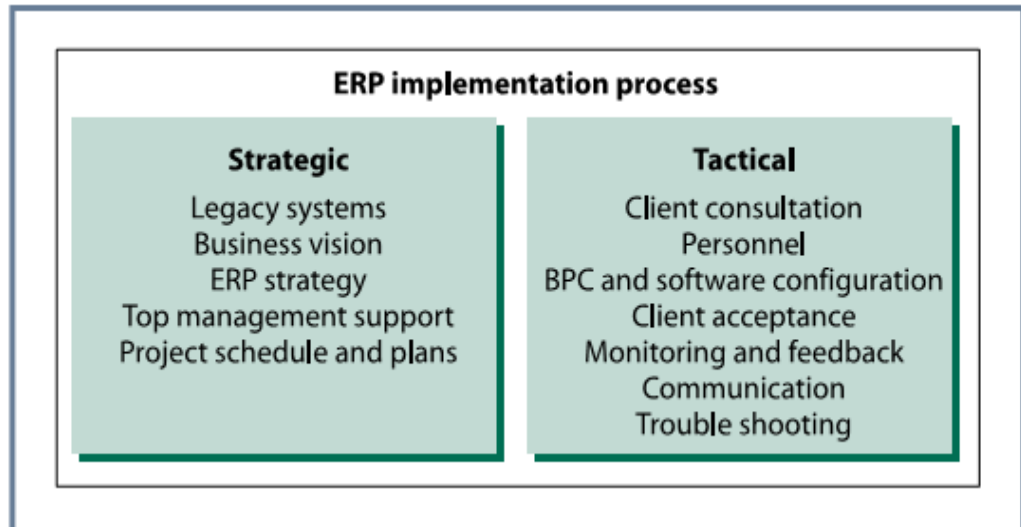 ERP implementation process
Strategic
Legacy systems
Business vision
ERP strategy
Top management support
Project schedule and plans
Tactical
Client consultation
Personnel
BPC and software configuration
Client acceptance
Monitoring and feedback
Communication
Trouble shooting